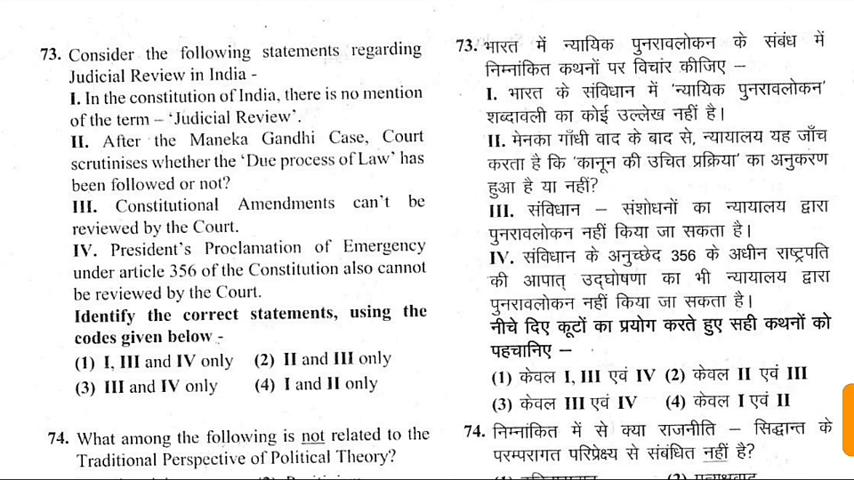 73. Consider the following statements regarding
Judicial Review in India -
I. In the constitution of India, there is no mention
of the term – ‘Judicial Review’.
II. After the Maneka Gandhi Case, Court
scrutinises whether the ‘Due process of Law’ has
been followed or not?
III. Constitutional Amendments can’t be
reviewed by the Court.
IV. President’s Proclamation of Emergency
under article 356 of the Constitution also cannot
be reviewed by the Court.
Identify the correct statements, using the
codes given below -
(1) I, III and IV only (2) II and III only
(3) III and IV only (4) I and II only
74. What among the following is not related to the
Traditional Perspective of Political Theory?
73. भारत में न्यायिक पुनरावलोकन के संबंध में
निम्नांकित कथनों पर विचार कीजिए –
I. भारत के संविधान में ‘न्यायिक पुनरावलोकन’
शब्दावली का कोई उल्लेख नहीं है।
II. मेनका गाँधी वाद के बाद से, न्यायालय यह जाँच
करता है कि ‘कानून की उचित प्रक्रिया’ का अनुकरण
हुआ है या नहीं?
III. संविधान – संशोधनों का न्यायालय द्वारा
पुनरावलोकन नहीं किया जा सकता है।
IV. संविधान के अनुच्छेद 356 के अधीन राष्ट्रपति
की आपात् उद्घोषणा का भी न्यायालय द्वारा
पुनरावलोकन नहीं किया जा सकता है।
नीचे दिए कूटों का प्रयोग करते हुए सही कथनों को
पहचानिए –
(1) केवल I, III एवं IV (2) केवल II एवं III
(3) केवल III एवं IV (4) केवल I एवं II
74. निम्नांकित में से क्या राजनीति – सिद्धान्त के
परम्परागत परिप्रेक्ष्य से संबंधित नहीं है?